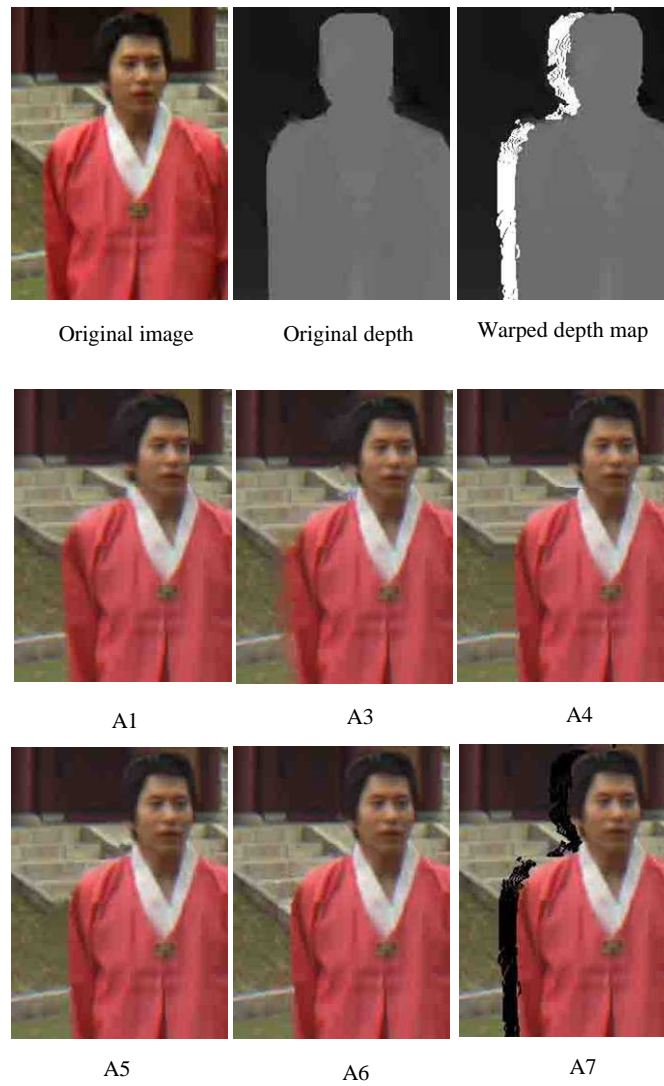 Original image
Original depth
Warped depth map
A1
A3
A4
A5
A6
A7